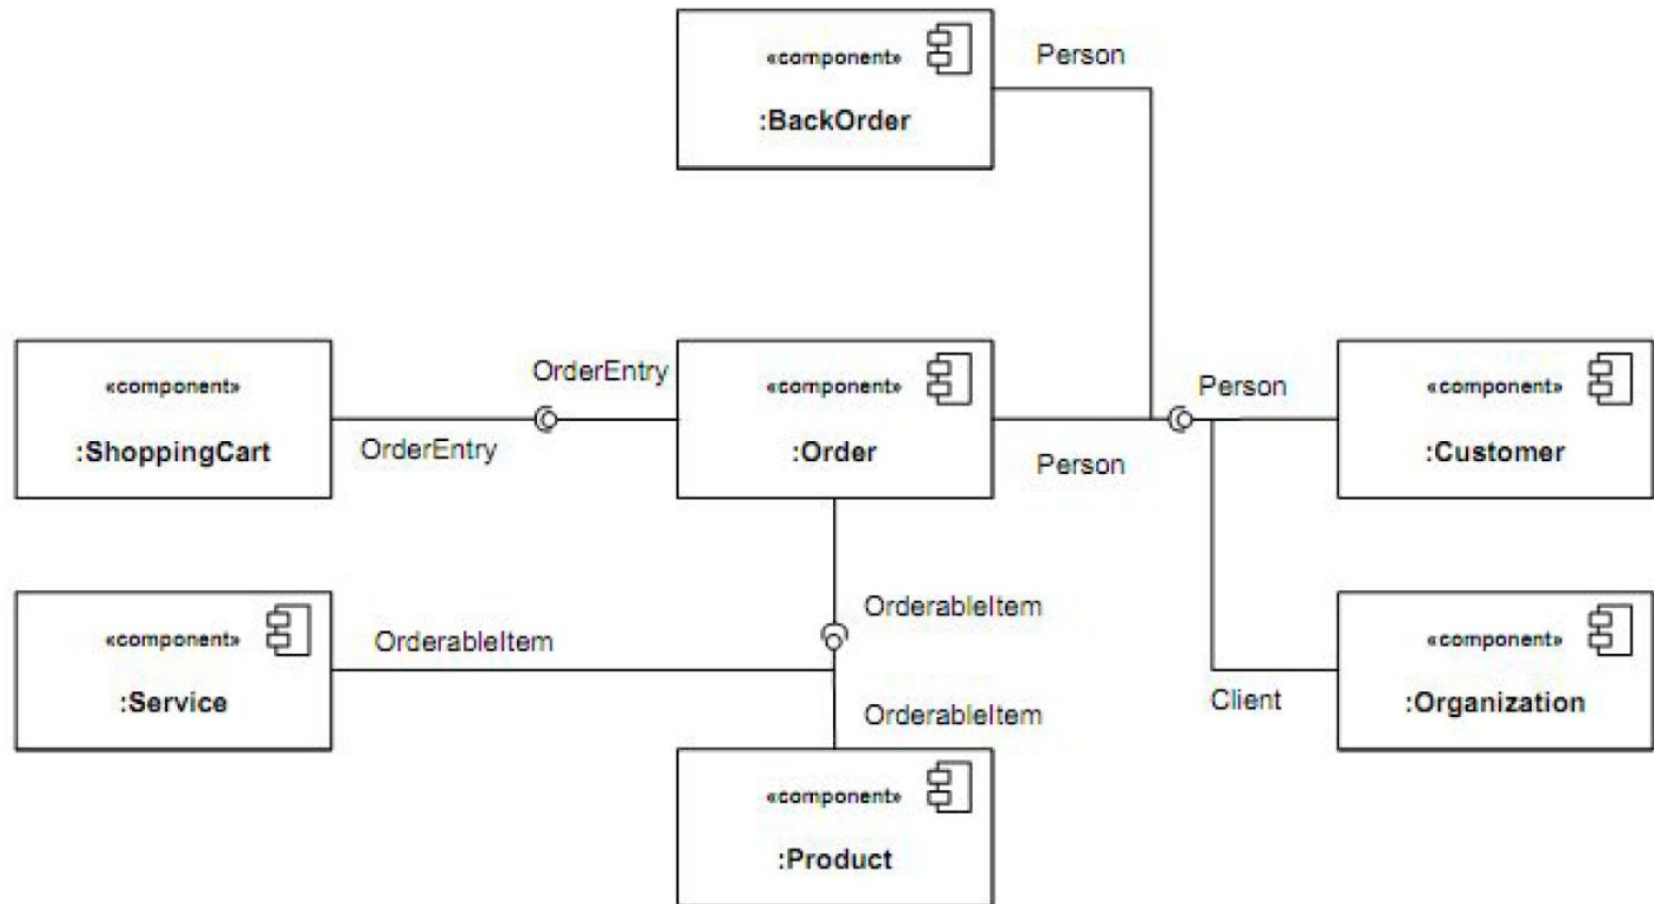 «component»
:BackOrder
Person
«component»
:ShoppingCart
OrderEntry
OrderEntry
«component»
:Order
Person
Person
«component»
:Customer
«component»
:Service
OrderableItem
OrderableItem
OrderableItem
Client
«component»
:Organization
«component»
:Product